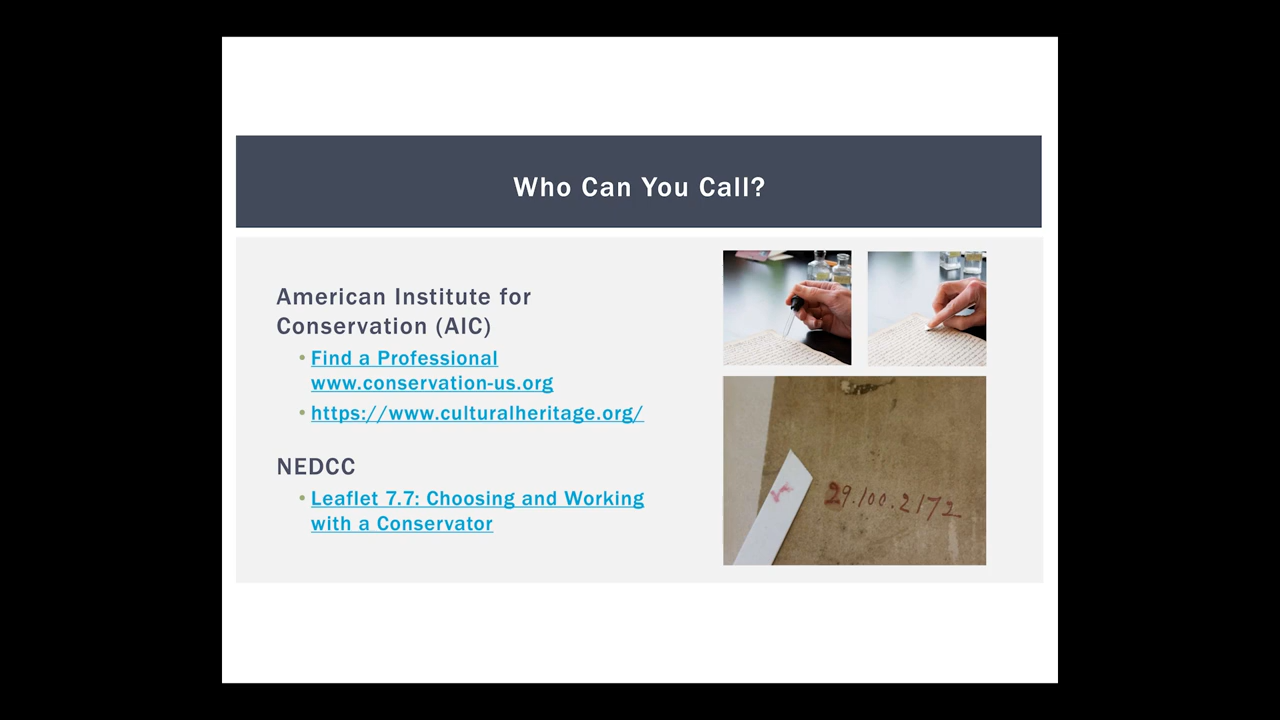 Who Can You Call?
American Institute for
Conservation (AIC)
• Find a Professional
www.conservation-us.org
• https://www.culturalheritage.org/
NEDCC
• Leaflet 7.7: Choosing and Working
with a Conservator
29.100.2172